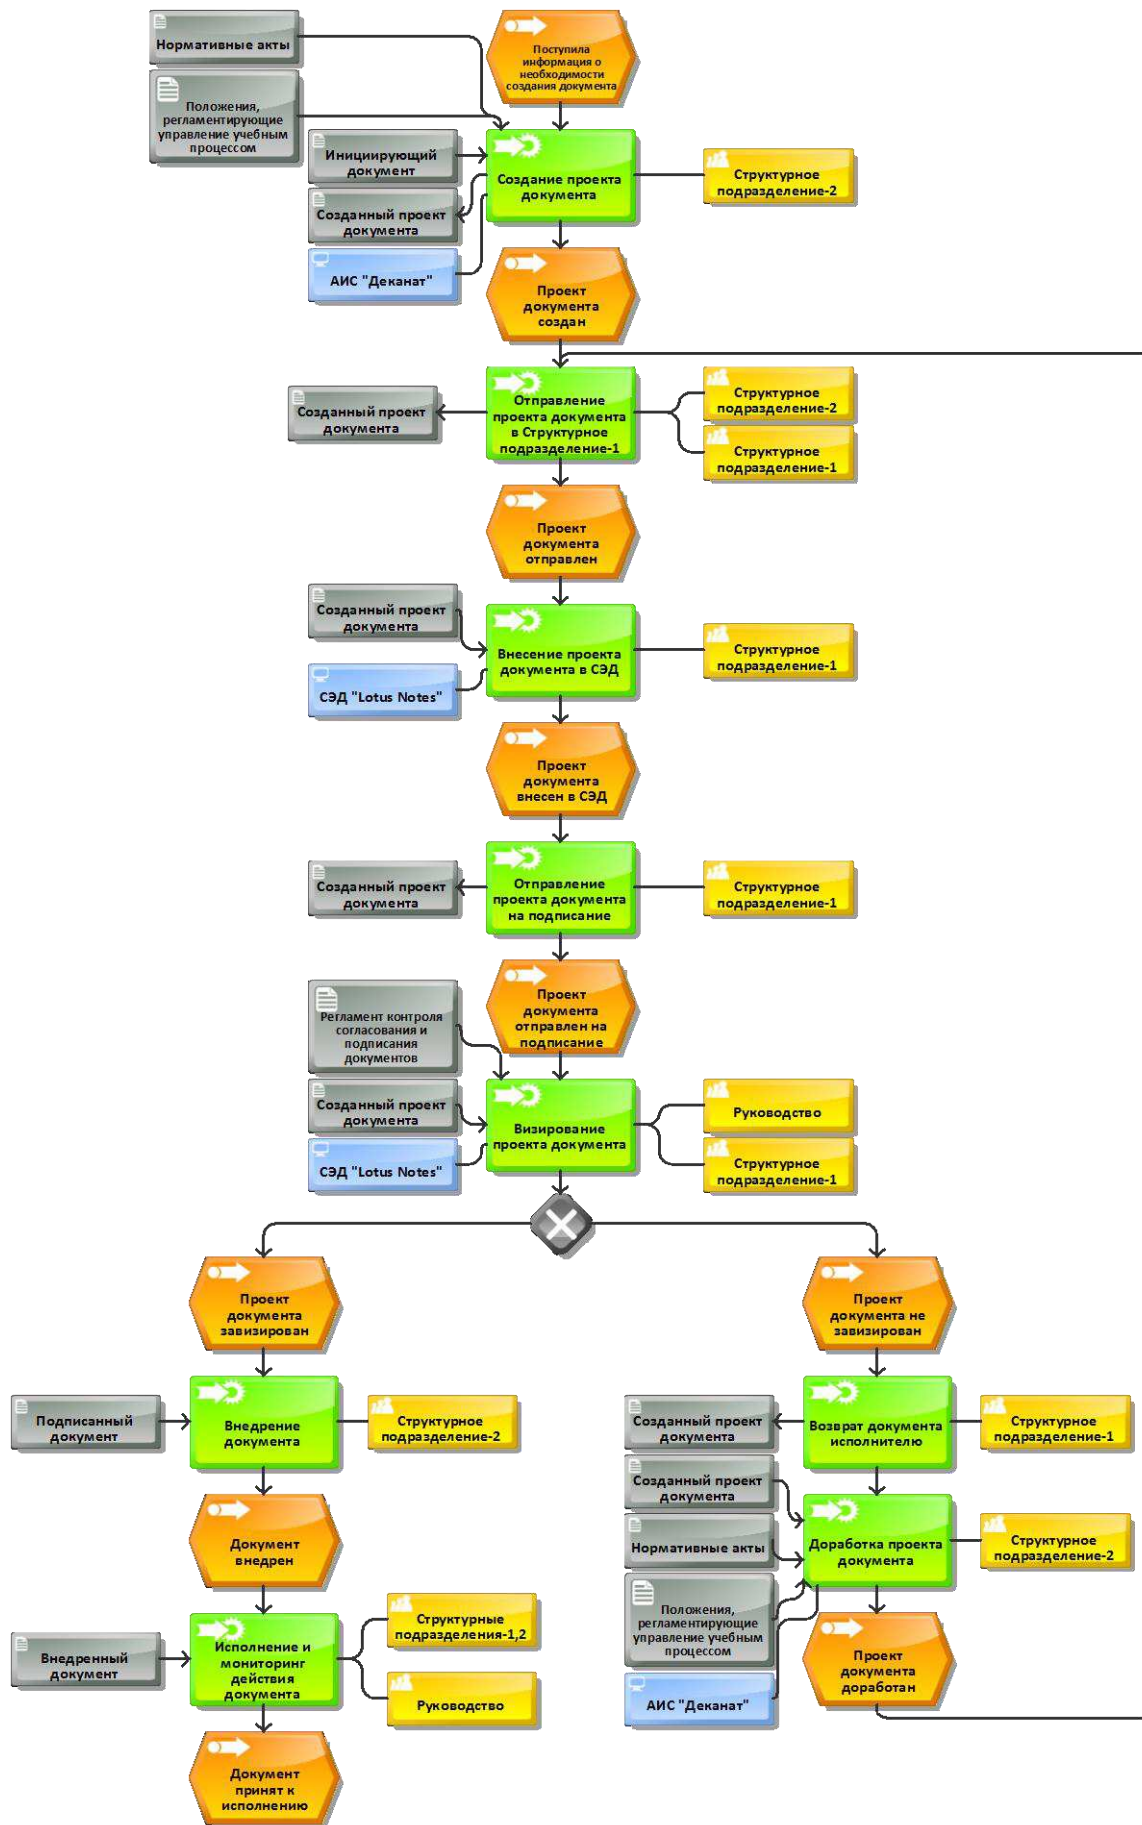 Нормативные акты
Поступила
информация о
необходимости
создания документа
Положения,
регламентирующие
управление учебным
процессом
Инициирующий
документ
Создание проекта
документа
Структурное
подразделение-2
Созданный проект
документа
АИС "Деканат"
Проект
документа
создан
Созданный проект
документа
Отправление
проекта документа
в Структурное
подразделение-1
Структурное
подразделение-2
Структурное
подразделение-1
Проект
документа
отправлен
Созданный проект
документа
Внесение проекта
документа в СЭД
Структурное
подразделение-1
СЭД "Lotus Notes"
Проект
документа
внесен в СЭД
Созданный проект
документа
Отправление
проекта документа
на подписание
Структурное
подразделение-1
Проект
документа
отправлен на
подписание
Регламент контроля
согласования и
подписания
документов
Созданный проект
документа
СЭД "Lotus Notes"
Визирование
проекта документа
Руководство
Структурное
подразделение-1
Проект
документа
завизирован
Проект
документа не
завизирован
Подписанный
документ
Внедрение
документа
Структурное
подразделение-2
Созданный проект
документа
Возврат документа
исполнителю
Структурное
подразделение-1
Созданный проект
документа
Нормативные акты
Доработка проекта
документа
Структурное
подразделение-2
Документ
внедрен
Положения,
регламентирующие
управление учебным
процессом
АИС "Деканат"
Проект
документа
доработан
Внедренный
документ
Исполнение и
мониторинг
действия
документа
Структурные
подразделения-1,2
Руководство
Документ
принят к
исполнению